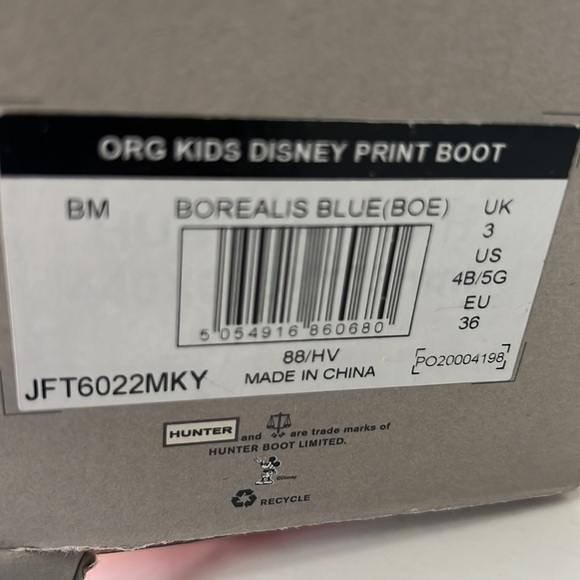 ORG KIDS DISNEY PRINT BOOT
BM BOREALIS BLUE(BOE) UK
3
US
4B/5G
EU
36
5 054916 860680
88/HV
MADE IN CHINA
PO20004198
JFT6022MKY
HUNTER and are trade marks of
HUNTER BOOT LIMITED.
©Disney
RECYCLE